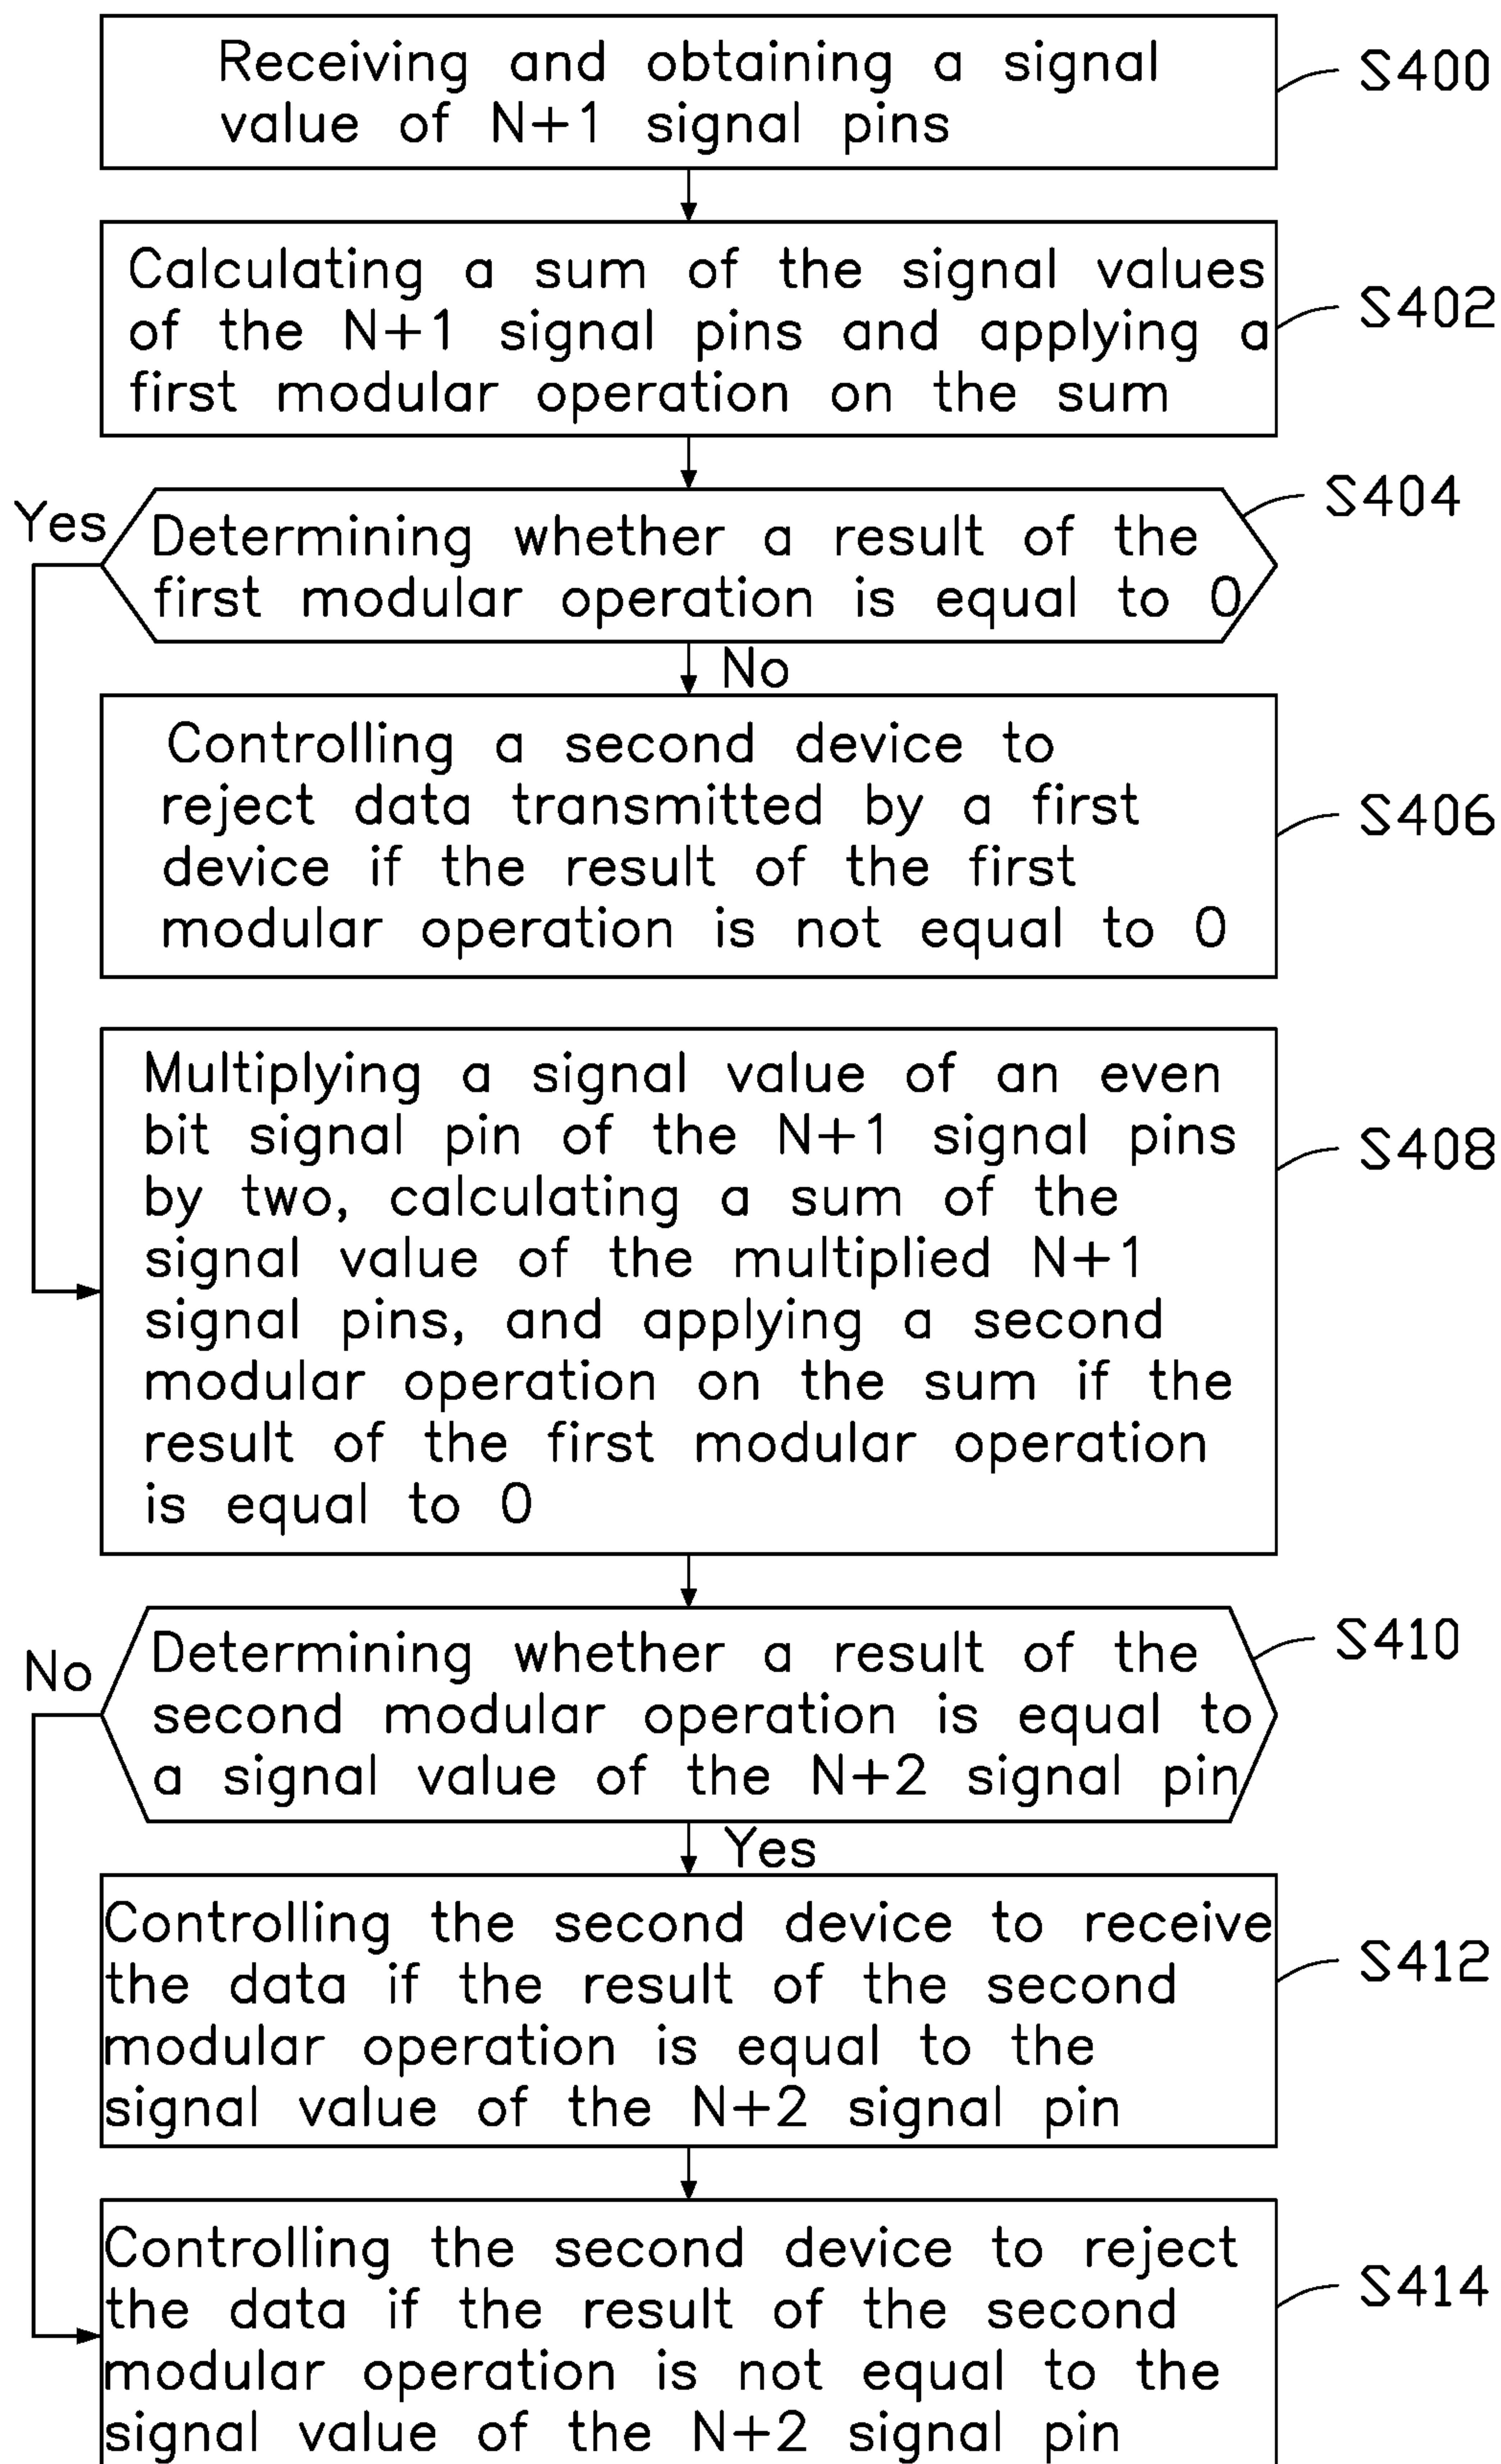 Receiving and obtaining a signal
value of N+1 signal pins
S400
Calculating a sum of the signal values
of the N+1 signal pins and applying a
first modular operation on the sum
S402
Yes
Determining whether a result of the
first modular operation is equal to 0
S404
No
Controlling a second device to
reject data transmitted by a first
device if the result of the first
modular operation is not equal to 0
S406
Multiplying a signal value of an even
bit signal pin of the N+1 signal pins
by two, calculating a sum of the
signal value of the multiplied N+1
signal pins, and applying a second
modular operation on the sum if the
result of the first modular operation
is equal to 0
S408
No
Determining whether a result of the
second modular operation is equal to
a signal value of the N+2 signal pin
S410
Yes
Controlling the second device to receive
the data if the result of the second
modular operation is equal to the
signal value of the N+2 signal pin
S412
Controlling the second device to reject
the data if the result of the second
modular operation is not equal to the
signal value of the N+2 signal pin
S414